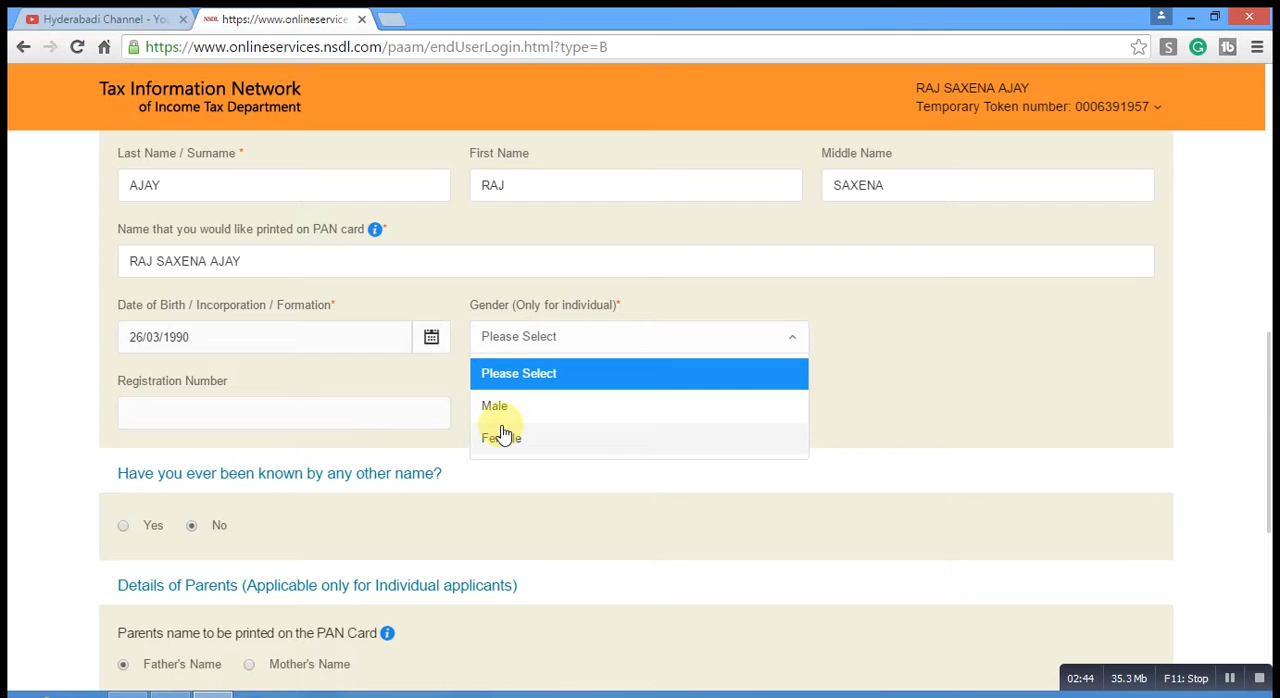 Hyderabadi Channel - Yo
NSDL https://www.onlineservice
https://www.onlineservices.nsdl.com/paam/endUserLogin.html?type=B
Tax Information Network
of Income Tax Department
RAJ SAXENA AJAY
Temporary Token number: 0006391957
Last Name / Surname * First Name Middle Name
AJAY RAJ SAXENA
Name that you would like printed on PAN card i *
RAJ SAXENA AJAY
Date of Birth / Incorporation / Formation* Gender (Only for individual)*
26/03/1990 Please Select
Please Select
Registration Number
Male
Have you ever been known by any other name?
Yes No
Details of Parents (Applicable only for Individual applicants)
Parents name to be printed on the PAN Card i
Father's Name Mother's Name
02:44 35.3 Mb F11: Stop